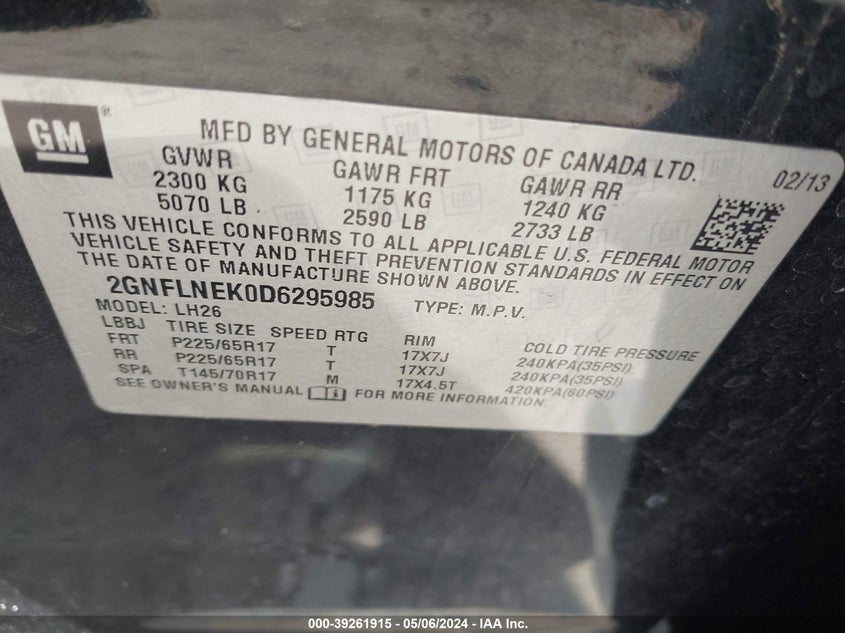 GM
MFD BY GENERAL MOTORS OF CANADA LTD. 02/13
GVWR GAWR FRT GAWR RR
2300 KG 1175 KG 1240 KG
5070 LB 2590 LB 2733 LB
THIS VEHICLE CONFORMS TO ALL APPLICABLE U.S. FEDERAL MOTOR
VEHICLE SAFETY AND THEFT PREVENTION STANDARDS IN EFFECT ON
THE DATE OF MANUFACTURE SHOWN ABOVE.
2GNFLNEK0D6295985 TYPE: M.P.V.
MODEL: LH26
LBBJ TIRE SIZE SPEED RTG RIM COLD TIRE PRESSURE
FRT P225/65R17 T 17X7J 240KPA(35PSI)
RR P225/65R17 T 17X7J 240KPA(35PSI)
SPA T145/70R17 M 17X4.5T 420KPA(60PSI)
SEE OWNER'S MANUAL FOR MORE INFORMATION.
000-39261915 - 05/06/2024 - IAA Inc.